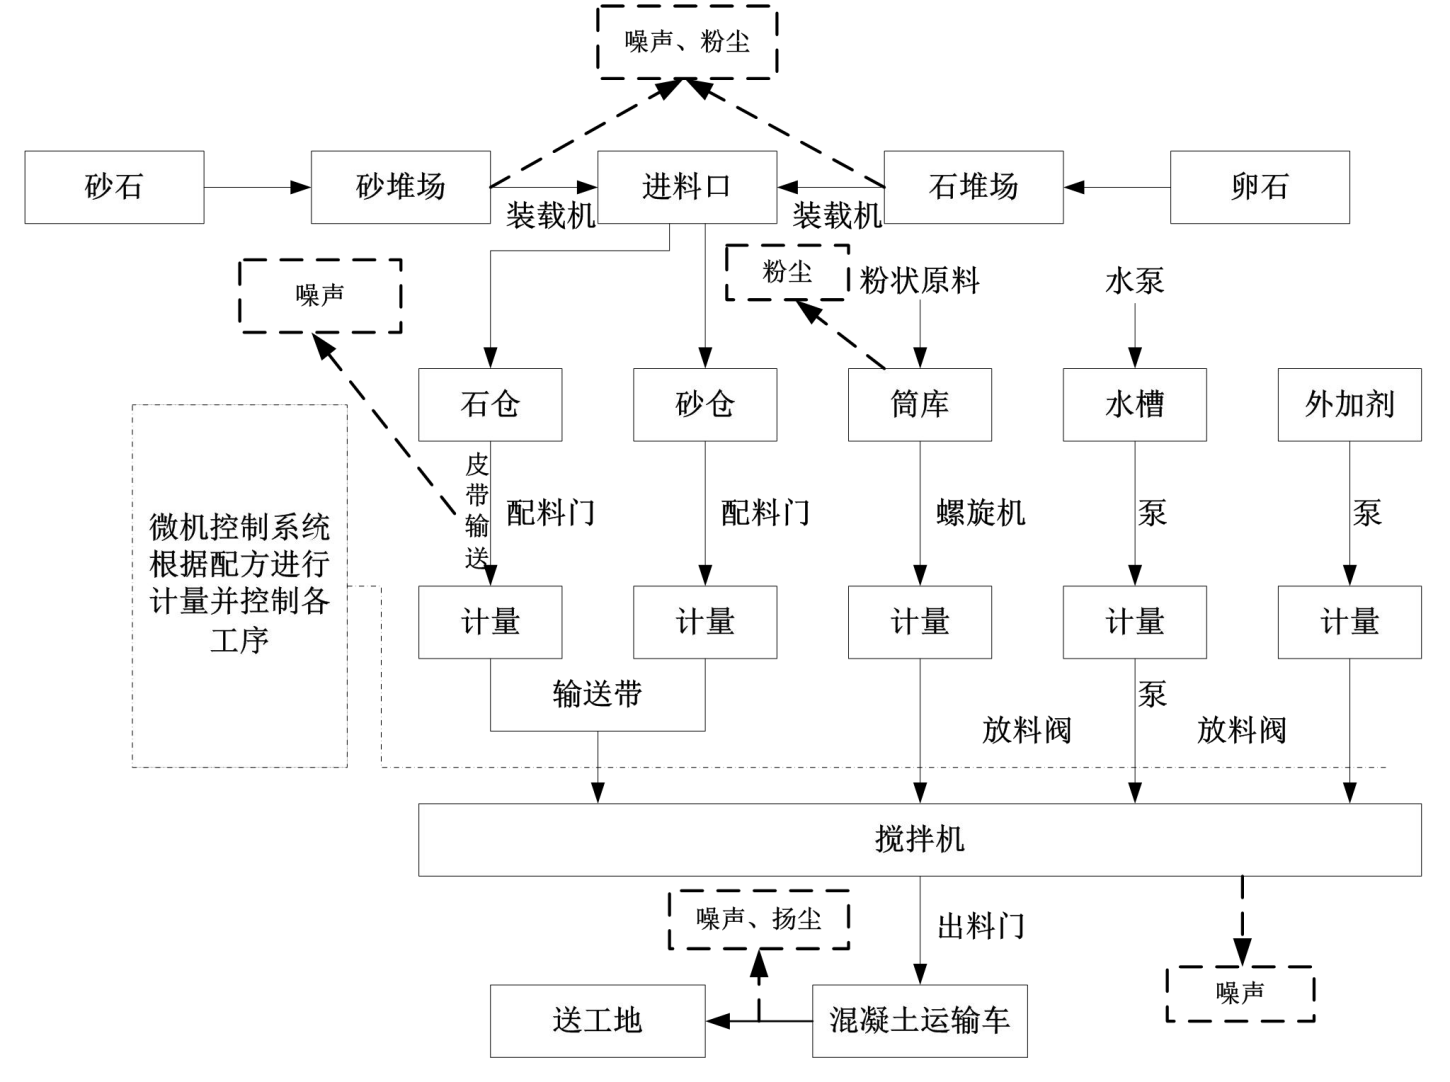 噪声、粉尘
砂石
砂堆场
进料口
石堆场
卵石
装载机
装载机
噪声
粉尘
粉状原料
水泵
石仓
砂仓
筒库
水槽
外加剂
皮带输送
配料门
配料门
螺旋机
泵
泵
微机控制系统
根据配方进行
计量并控制各
工序
计量
计量
计量
计量
计量
输送带
泵
放料阀
放料阀
搅拌机
噪声、扬尘
出料门
噪声
送工地
混凝土运输车